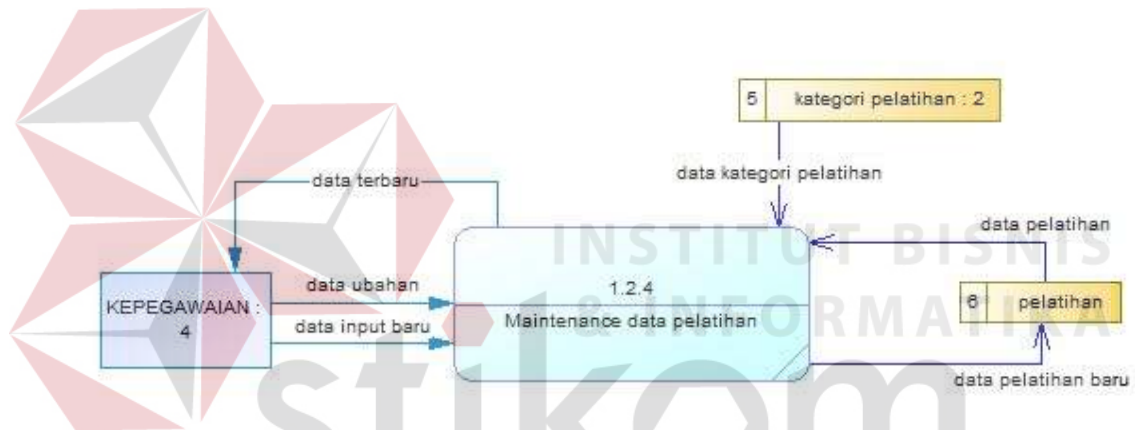 5 kategori pelatihan : 2
data terbaru
data kategori pelatihan
data pelatihan
INSTITUT BISNIS
& INFORMATIKA
KEPEGAWAIAN :
4
data ubahan
data input baru
1.2.4
Maintenance data pelatihan
6 pelatihan
data pelatihan baru
stikom